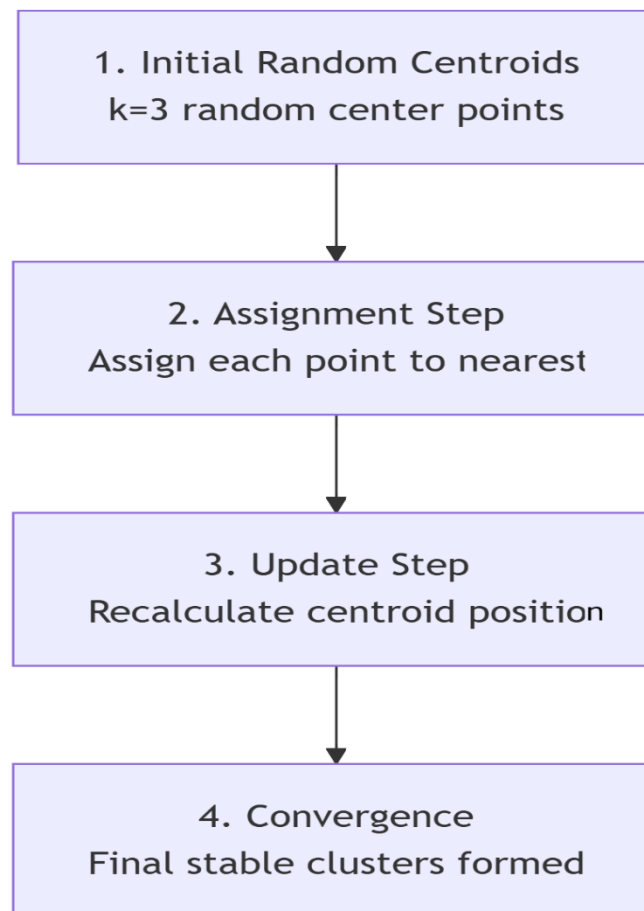 1. Initial Random Centroids
k=3 random center points
2. Assignment Step
Assign each point to nearest
3. Update Step
Recalculate centroid position
4. Convergence
Final stable clusters formed